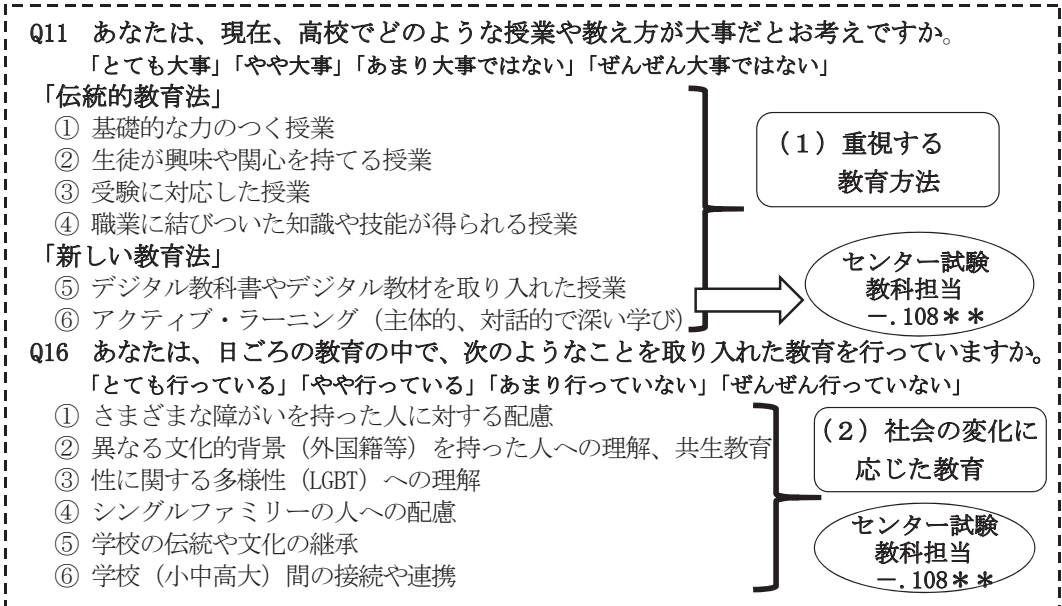 Q11 あなたは、現在、高校でどのような授業や教え方が大事だとお考えですか。
「とても大事」「やや大事」「あまり大事ではない」「ぜんぜん大事ではない」
「伝統的教育法」
① 基礎的な力のつく授業
② 生徒が興味や関心を持てる授業
③ 受験に対応した授業
④ 職業に結びついた知識や技能が得られる授業
「新しい教育法」
⑤ デジタル教科書やデジタル教材を取り入れた授業
⑥ アクティブ・ラーニング（主体的、対話的で深い学び）
（１）重視する
教育方法
センター試験
教科担当
－.108＊＊
Q16 あなたは、日ごろの教育の中で、次のようなことを取り入れた教育を行っていますか。
「とても行っている」「やや行っている」「あまり行っていない」「ぜんぜん行っていない」
① さまざまな障がいを持った人に対する配慮
② 異なる文化的背景（外国籍等）を持った人への理解、共生教育
③ 性に関する多様性（LGBT）への理解
④ シングルファミリーの人への配慮
⑤ 学校の伝統や文化の継承
⑥ 学校（小中高大）間の接続や連携
（２）社会の変化に
応じた教育
センター試験
教科担当
－.108＊＊